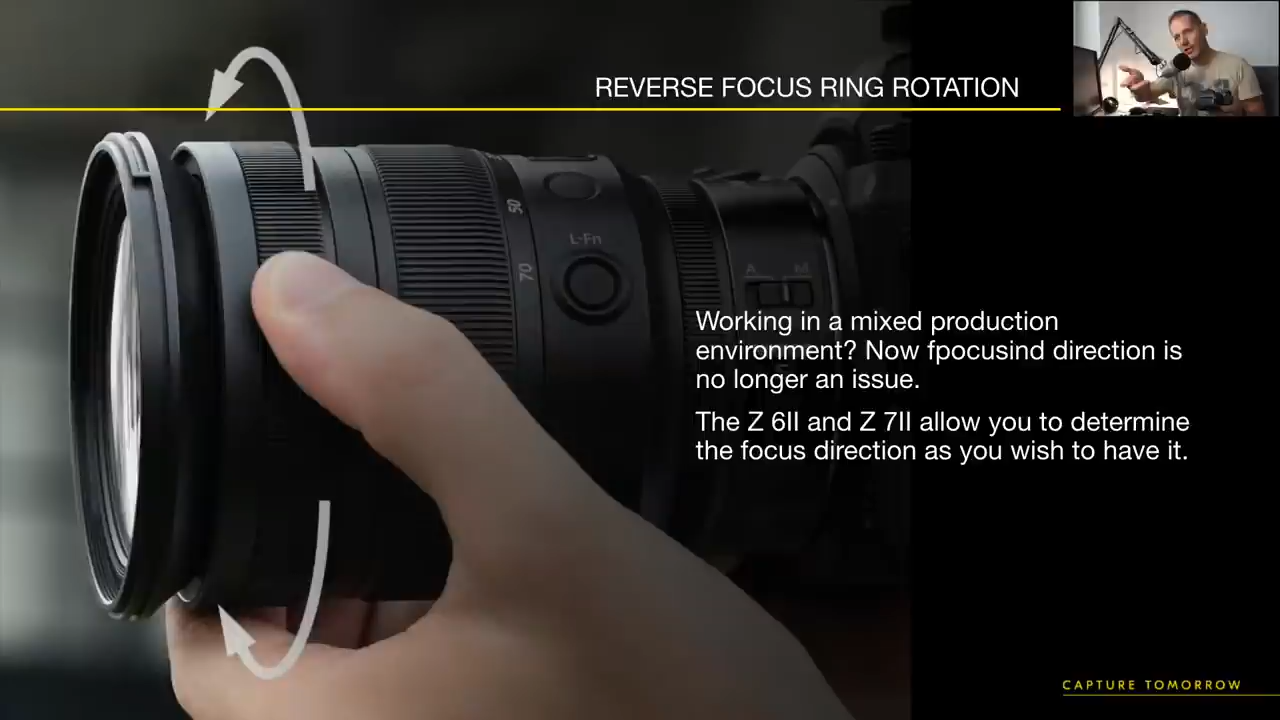 REVERSE FOCUS RING ROTATION
50
L-Fn
70
A M
Working in a mixed production
environment? Now fpocusind direction is
no longer an issue.
The Z 6II and Z 7II allow you to determine
the focus direction as you wish to have it.
CAPTURE TOMORROW